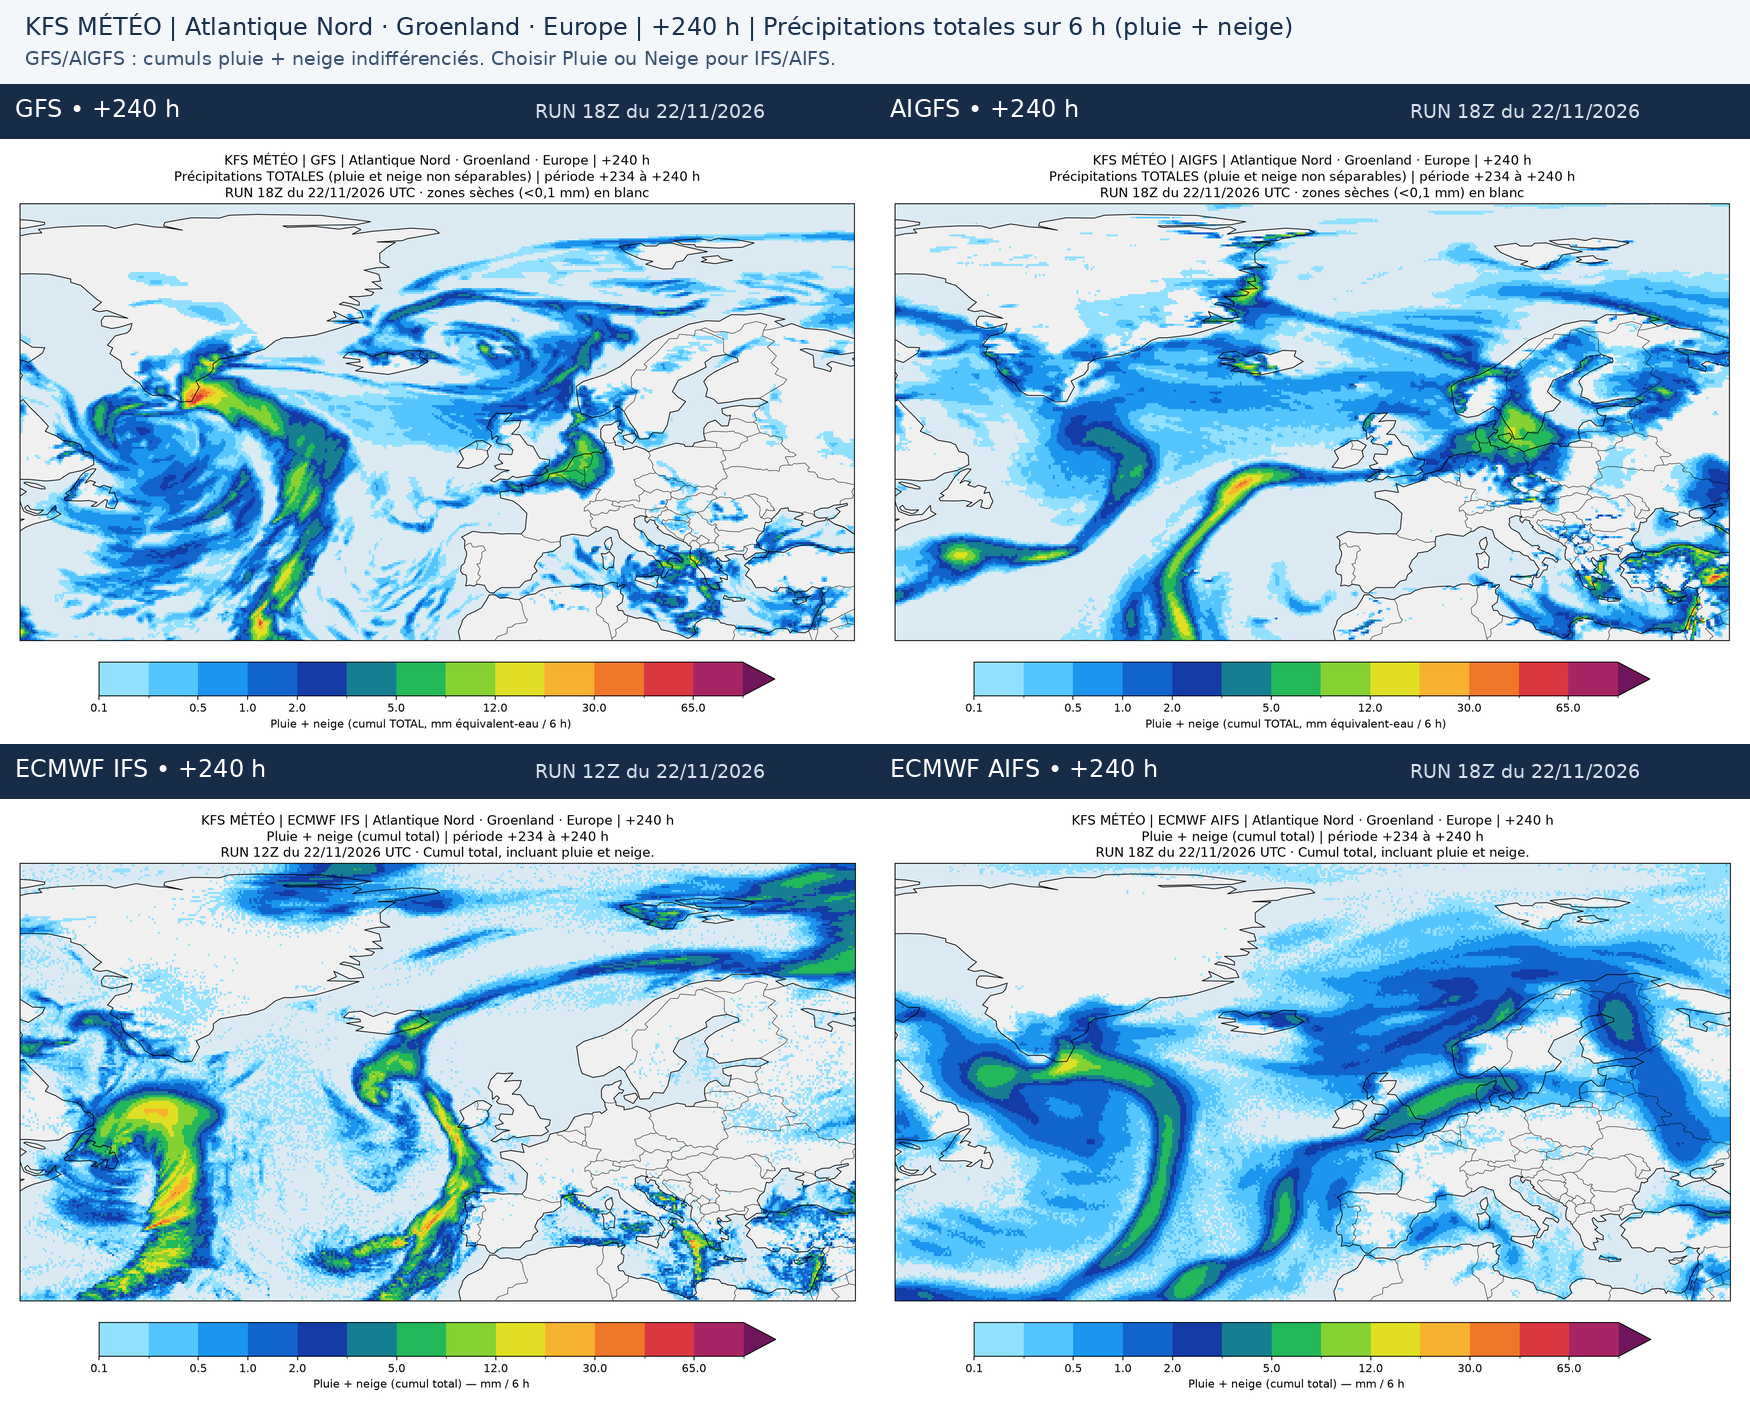 KFS MÉTÉO | Atlantique Nord · Groenland · Europe | +240 h | Précipitations totales sur 6 h (pluie + neige)
GFS/AIGFS : cumuls pluie + neige indifférenciés. Choisir Pluie ou Neige pour IFS/AIFS.
GFS • +240 h
RUN 18Z du 22/11/2026
KFS MÉTÉO | GFS | Atlantique Nord · Groenland · Europe | +240 h
Précipitations TOTALES (pluie et neige non séparables) | période +234 à +240 h
RUN 18Z du 22/11/2026 UTC · zones sèches (<0,1 mm) en blanc
0.1 0.5 1.0 2.0 5.0 12.0 30.0 65.0
Pluie + neige (cumul TOTAL, mm équivalent-eau / 6 h)
AIGFS • +240 h
RUN 18Z du 22/11/2026
KFS MÉTÉO | AIGFS | Atlantique Nord · Groenland · Europe | +240 h
Précipitations TOTALES (pluie et neige non séparables) | période +234 à +240 h
RUN 18Z du 22/11/2026 UTC · zones sèches (<0,1 mm) en blanc
0.1 0.5 1.0 2.0 5.0 12.0 30.0 65.0
Pluie + neige (cumul TOTAL, mm équivalent-eau / 6 h)
ECMWF IFS • +240 h
RUN 12Z du 22/11/2026
KFS MÉTÉO | ECMWF IFS | Atlantique Nord · Groenland · Europe | +240 h
Pluie + neige (cumul total) | période +234 à +240 h
RUN 12Z du 22/11/2026 UTC · Cumul total, incluant pluie et neige.
0.1 0.5 1.0 2.0 5.0 12.0 30.0 65.0
Pluie + neige (cumul total) — mm / 6 h
ECMWF AIFS • +240 h
RUN 18Z du 22/11/2026
KFS MÉTÉO | ECMWF AIFS | Atlantique Nord · Groenland · Europe | +240 h
Pluie + neige (cumul total) | période +234 à +240 h
RUN 18Z du 22/11/2026 UTC · Cumul total, incluant pluie et neige.
0.1 0.5 1.0 2.0 5.0 12.0 30.0 65.0
Pluie + neige (cumul total) — mm / 6 h